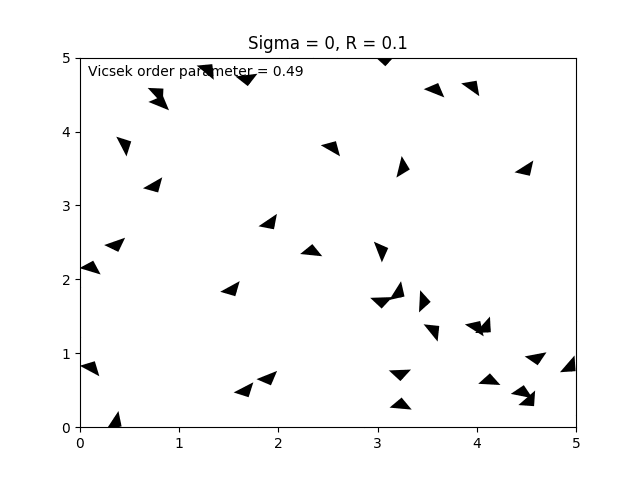 Sigma = 0, R = 0.1
Vicsek order parameter = 0.49
5
4
3
2
1
0
0 1 2 3 4 5